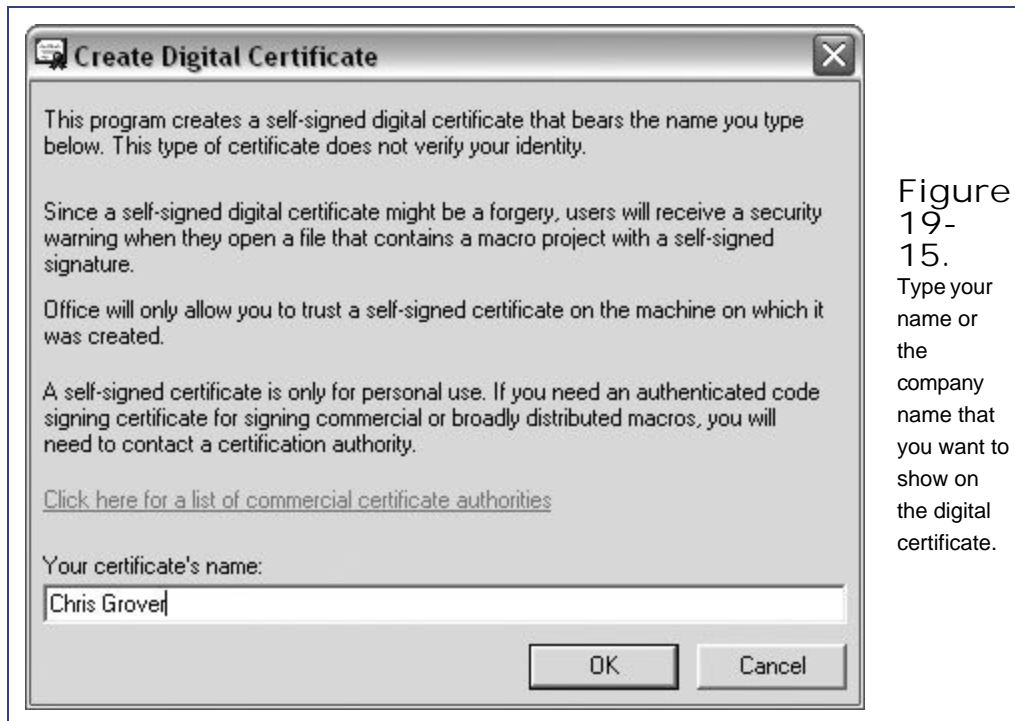 Create Digital Certificate
This program creates a self-signed digital certificate that bears the name you type
below. This type of certificate does not verify your identity.
Since a self-signed digital certificate might be a forgery, users will receive a security
warning when they open a file that contains a macro project with a self-signed
signature.
Office will only allow you to trust a self-signed certificate on the machine on which it
was created.
A self-signed certificate is only for personal use. If you need an authenticated code
signing certificate for signing commercial or broadly distributed macros, you will
need to contact a certification authority.
Click here for a list of commercial certificate authorities
Your certificate's name:
Chris Grover
OK
Cancel
Figure
19-
15.
Type your
name or
the
company
name that
you want to
show on
the digital
certificate.